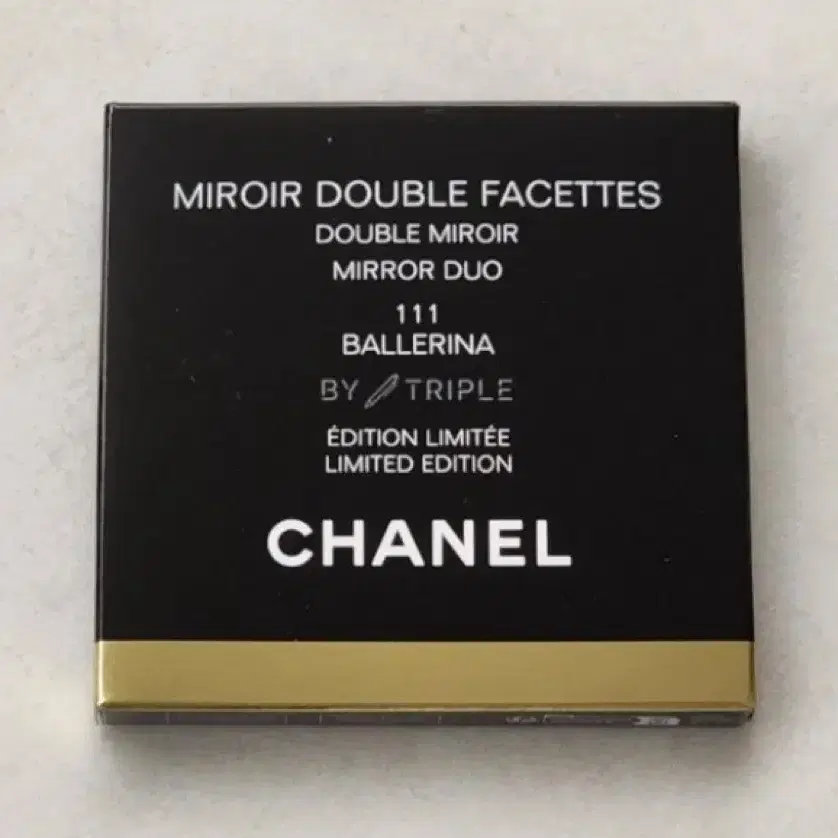 MIROIR DOUBLE FACETTES
DOUBLE MIROIR
MIRROR DUO
111
BALLERINA
BY TRIPLE
ÉDITION LIMITÉE
LIMITED EDITION
CHANEL